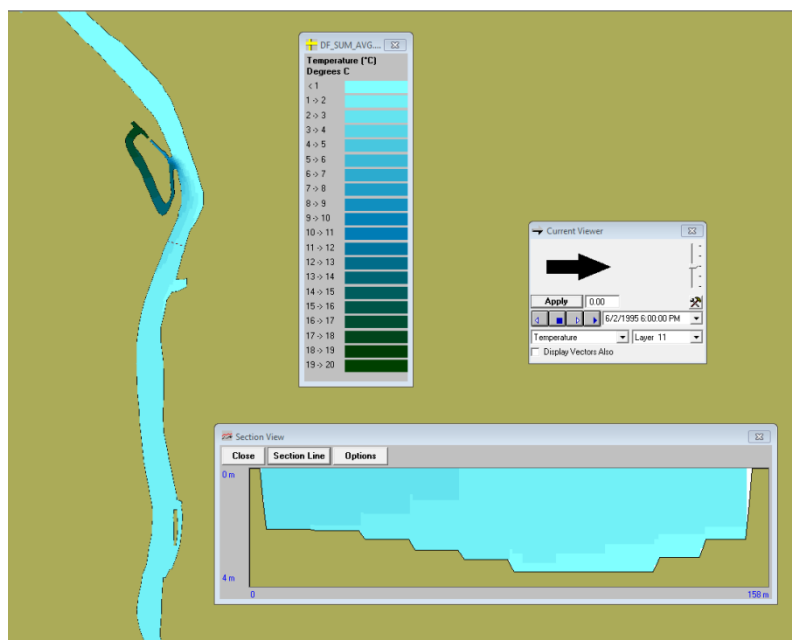 DF_SUM_AVG....
Temperature (°C)
Degrees C
< 1
1 -> 2
2 -> 3
3 -> 4
4 -> 5
5 -> 6
6 -> 7
7 -> 8
8 -> 9
9 -> 10
10 -> 11
11 -> 12
12 -> 13
13 -> 14
14 -> 15
15 -> 16
16 -> 17
17 -> 18
18 -> 19
19 -> 20
Current Viewer
Apply 0.00
6/2/1995 6:00:00 PM
Temperature Layer 11
Display Vectors Also
Section View
Close Section Line Options
0 m
4 m
0 158 m